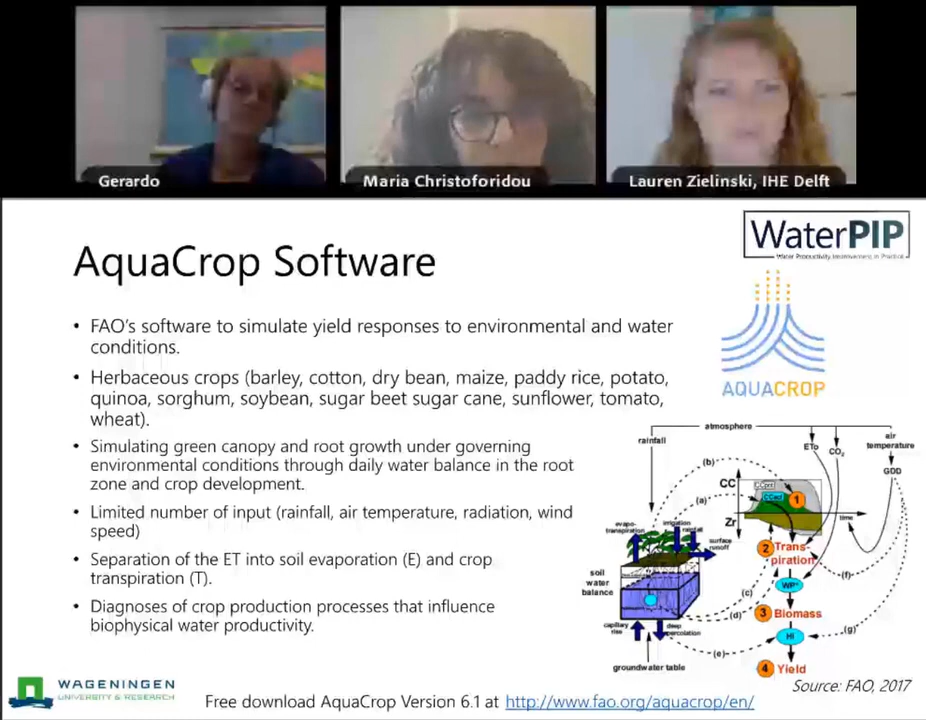 Gerardo
Maria Christoforidou
Lauren Zielinski, IHE Delft
WaterPIP
Water Productivity Improvement in Practice
AquaCrop Software
AQUACROP
• FAO's software to simulate yield responses to environmental and water
conditions.
• Herbaceous crops (barley, cotton, dry bean, maize, paddy rice, potato,
quinoa, sorghum, soybean, sugar beet sugar cane, sunflower, tomato,
wheat).
• Simulating green canopy and root growth under governing
environmental conditions through daily water balance in the root
zone and crop development.
• Limited number of input (rainfall, air temperature, radiation, wind
speed)
• Separation of the ET into soil evaporation (E) and crop
transpiration (T).
• Diagnoses of crop production processes that influence
biophysical water productivity.
atmosphere
rainfall
ETo
CO2
air
temperature
GDD
(b)
CC
(a)
1
Zr
time
evapo-
transpiration
irrigation
rainfall
surface
runoff
2 Trans-
piration
soil
water
balance
(f)
WP*
(c)
(d)
3 Biomass
capillary
rise
deep
percolation
(g)
HI
(e)
groundwater table
4 Yield
Source: FAO, 2017
WAGENINGEN
UNIVERSITY & RESEARCH
Free download AquaCrop Version 6.1 at http://www.fao.org/aquacrop/en/